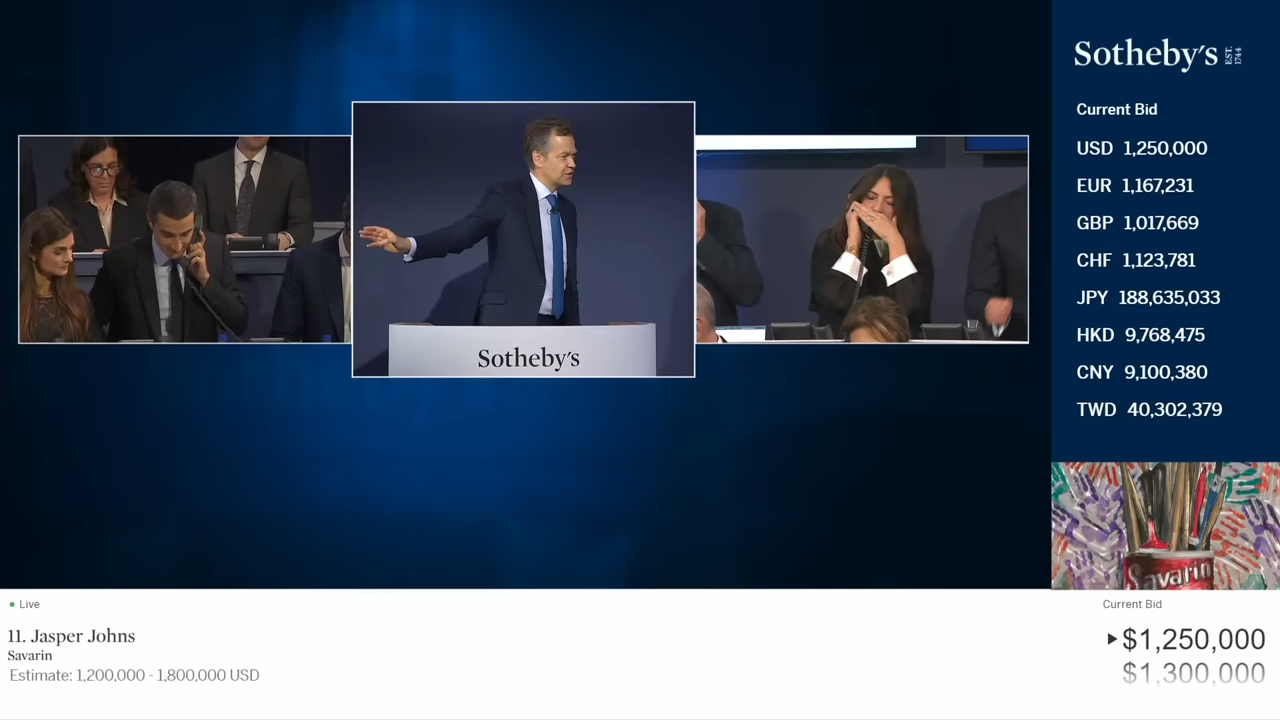 Sotheby's EST. 1744
Current Bid
USD 1,250,000
EUR 1,167,231
GBP 1,017,669
CHF 1,123,781
JPY 188,635,033
HKD 9,768,475
CNY 9,100,380
TWD 40,302,379
Sotheby's
Savarin
Live
11. Jasper Johns
Savarin
Estimate: 1,200,000 - 1,800,000 USD
Current Bid
$1,250,000
$1,300,000